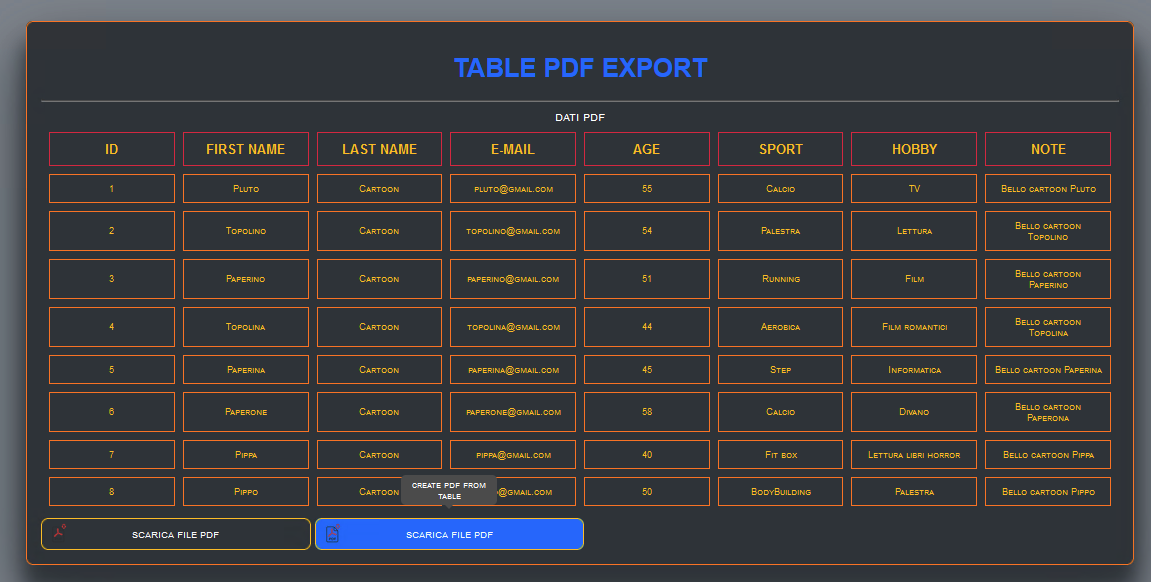 TABLE PDF EXPORT
DATI PDF
ID FIRST NAME LAST NAME E-MAIL AGE SPORT HOBBY NOTE
1 Pluto Cartoon pluto@gmail.com 55 Calcio TV Bello cartoon Pluto
2 Topolino Cartoon topolino@gmail.com 54 Palestra Lettura Bello cartoon
Topolino
3 Paperino Cartoon paperino@gmail.com 51 Running Film Bello cartoon
Paperino
4 Topolina Cartoon topolina@gmail.com 44 Aerobica Film romantici Bello cartoon
Topolina
5 Paperina Cartoon paperina@gmail.com 45 Step Informatica Bello cartoon Paperina
6 Paperone Cartoon paperone@gmail.com 58 Calcio Divano Bello cartoon
Paperona
7 Pippa Cartoon pippa@gmail.com 40 Fit box Lettura libri horror Bello cartoon Pippa
8 Pippo Cartoon @gmail.com 50 BodyBuilding Palestra Bello cartoon Pippo
CREATE PDF FROM
TABLE
SCARICA FILE PDF SCARICA FILE PDF